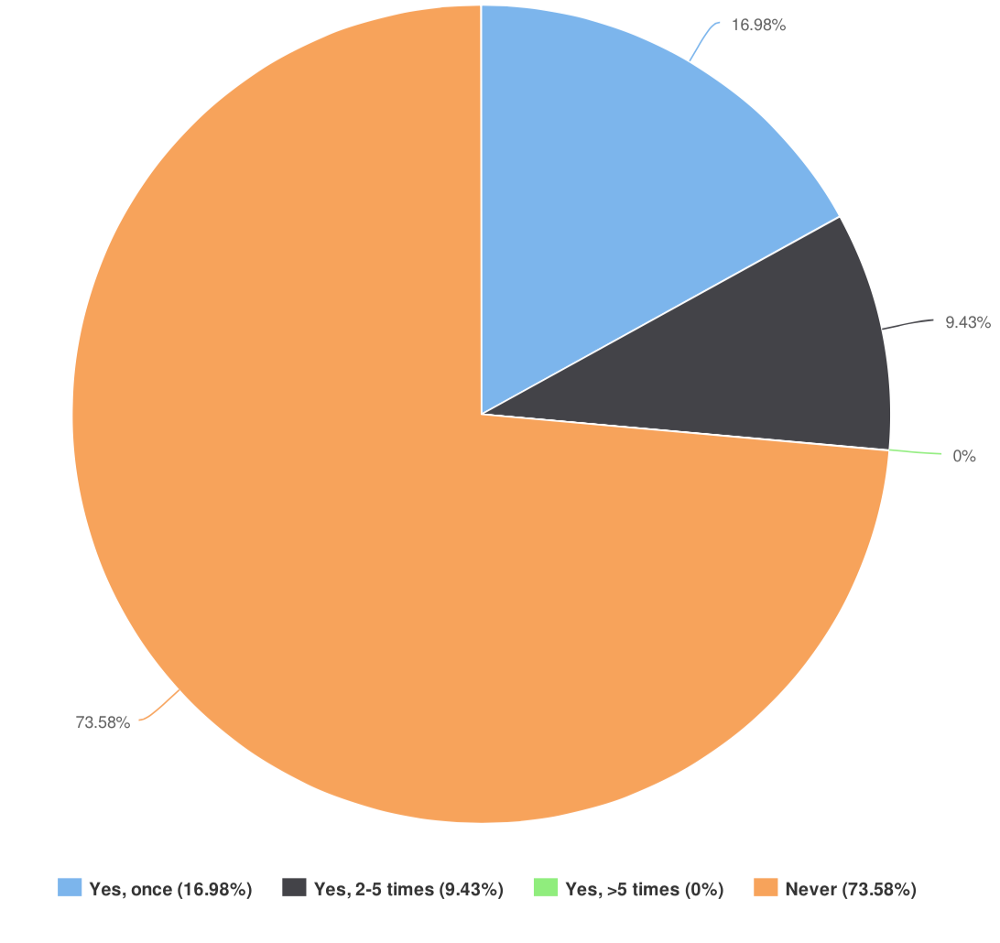 16.98%
9.43%
0%
73.58%
Yes, once (16.98%) Yes, 2-5 times (9.43%) Yes, >5 times (0%) Never (73.58%)